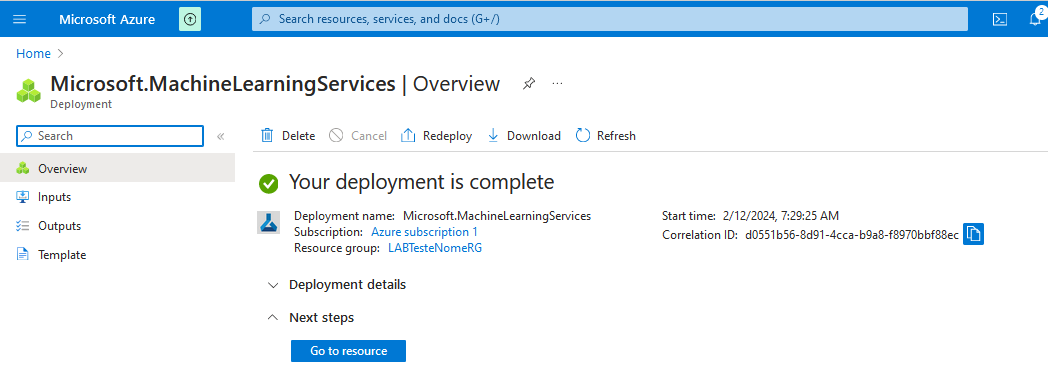 Microsoft Azure
Search resources, services, and docs (G+/)
2
Home
Microsoft.MachineLearningServices | Overview
Deployment
Search
Delete
Cancel
Redeploy
Download
Refresh
Overview
Inputs
Outputs
Template
Your deployment is complete
Deployment name: Microsoft.MachineLearningServices
Subscription: Azure subscription 1
Resource group: LABTesteNomeRG
Start time: 2/12/2024, 7:29:25 AM
Correlation ID: d0551b56-8d91-4cca-b9a8-f8970bbf88ec
Deployment details
Next steps
Go to resource